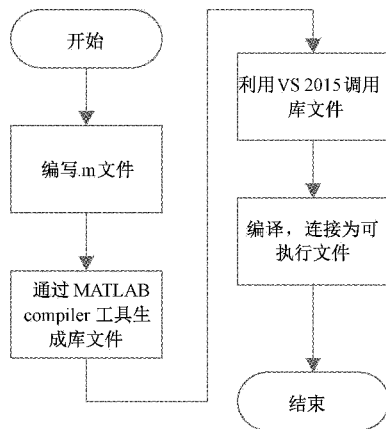 开始
编写.m文件
通过 MATLAB
compiler 工具生
成库文件
利用VS 2015调用
库文件
编译，连接为可
执行文件
结束